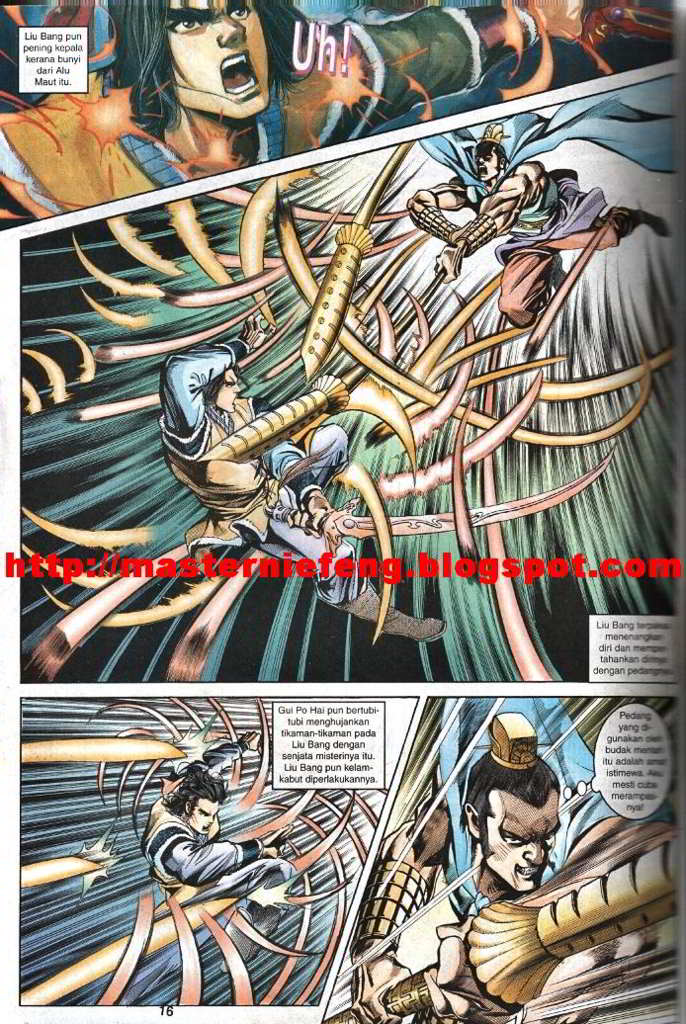 Liu Bang pun
pening kepala
kerana bunyi
dari Alu
Maut itu.
Uh!
http://masterniefeng.blogspot.com
Liu Bang terpaksa
menenangkan
diri dan memper-
tahankan dirinya
dengan pedangnya.
Gui Po Hai pun bertubi-
tubi menghujankan
tikaman-tikaman pada
Liu Bang dengan
senjata misterinya itu.
Liu Bang pun kelam-
kabut diperlakukannya.
Pedang
yang di-
gunakan oleh
budak mentah
itu adalah amat
istimewa. Aku
mesti cuba
merampas-
nya!
16